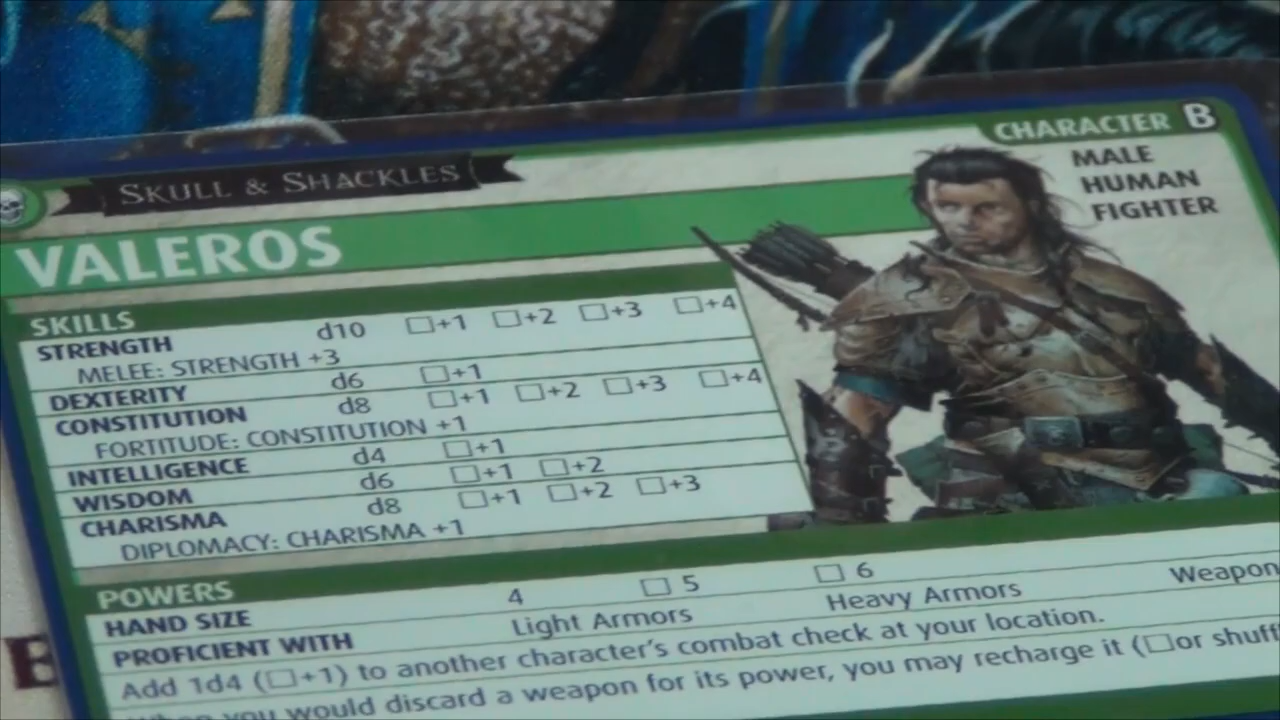 CHARACTER B
SKULL & SHACKLES
MALE
HUMAN
FIGHTER
VALEROS
SKILLS
STRENGTH d10 □+1 □+2 □+3 □+4
MELEE: STRENGTH +3
DEXTERITY d6 □+1
CONSTITUTION d8 □+1 □+2 □+3 □+4
FORTITUDE: CONSTITUTION +1
INTELLIGENCE d4 □+1
WISDOM d6 □+1 □+2
CHARISMA d8 □+1 □+2 □+3
DIPLOMACY: CHARISMA +1
POWERS
HAND SIZE 4 □ 5 □ 6
PROFICIENT WITH Light Armors Heavy Armors Weapon
Add 1d4 (□+1) to another character's combat check at your location.
When you would discard a weapon for its power, you may recharge it (□or shuff